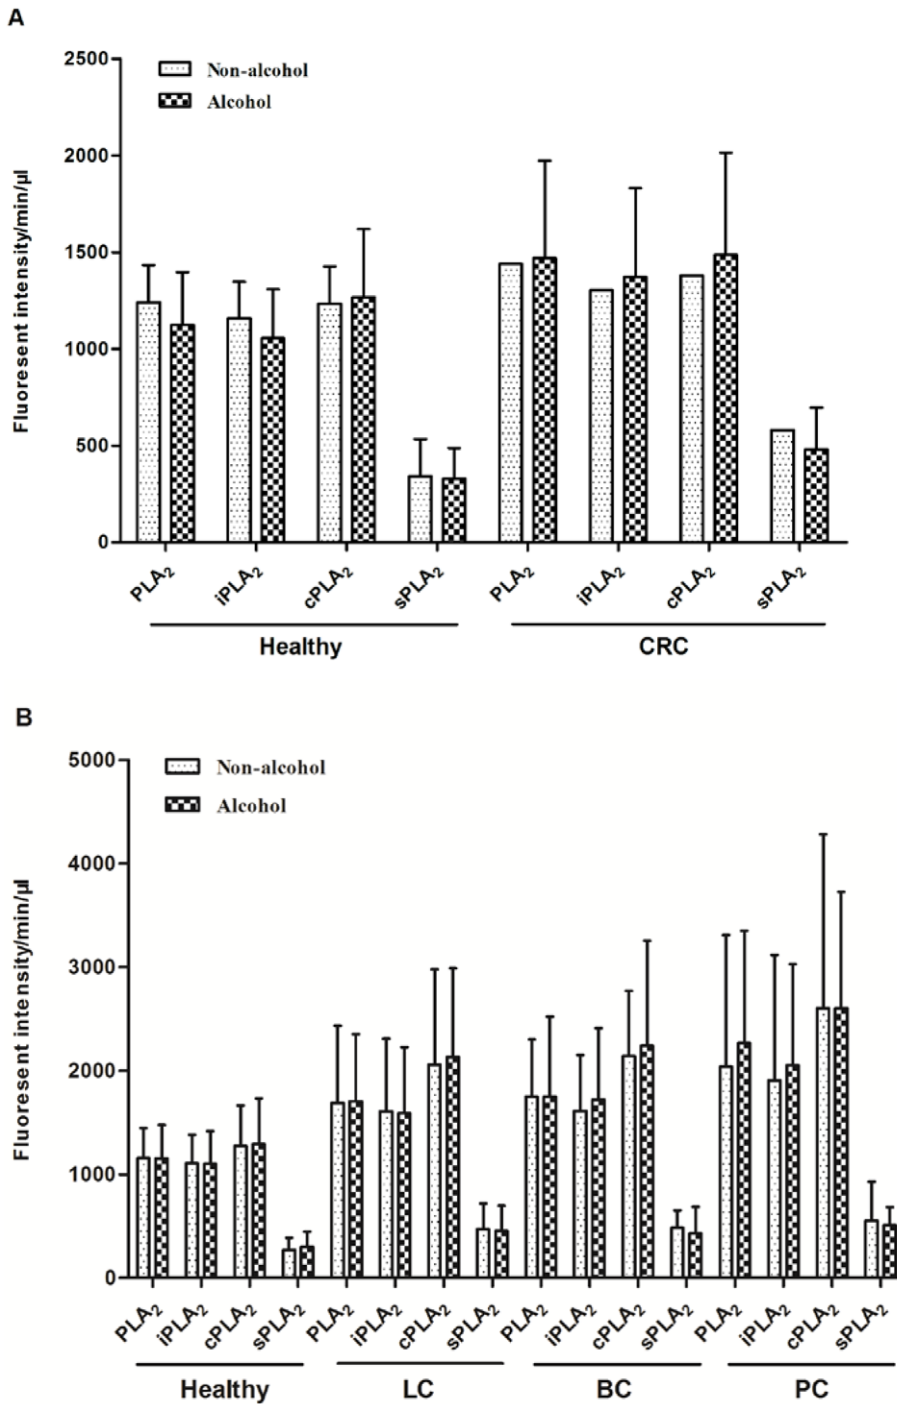 A
2500
2000
1500
1000
500
0
Fluoresent intensity/min/µl
Non-alcohol
Alcohol
PLA₂ iPLA₂ cPLA₂ sPLA₂ PLA₂ iPLA₂ cPLA₂ sPLA₂
Healthy CRC
B
5000
4000
3000
2000
1000
0
Fluoresent intensity/min/µl
Non-alcohol
Alcohol
PLA₂ iPLA₂ cPLA₂ sPLA₂ PLA₂ iPLA₂ cPLA₂ sPLA₂ PLA₂ iPLA₂ cPLA₂ sPLA₂ PLA₂ iPLA₂ cPLA₂ sPLA₂
Healthy LC BC PC